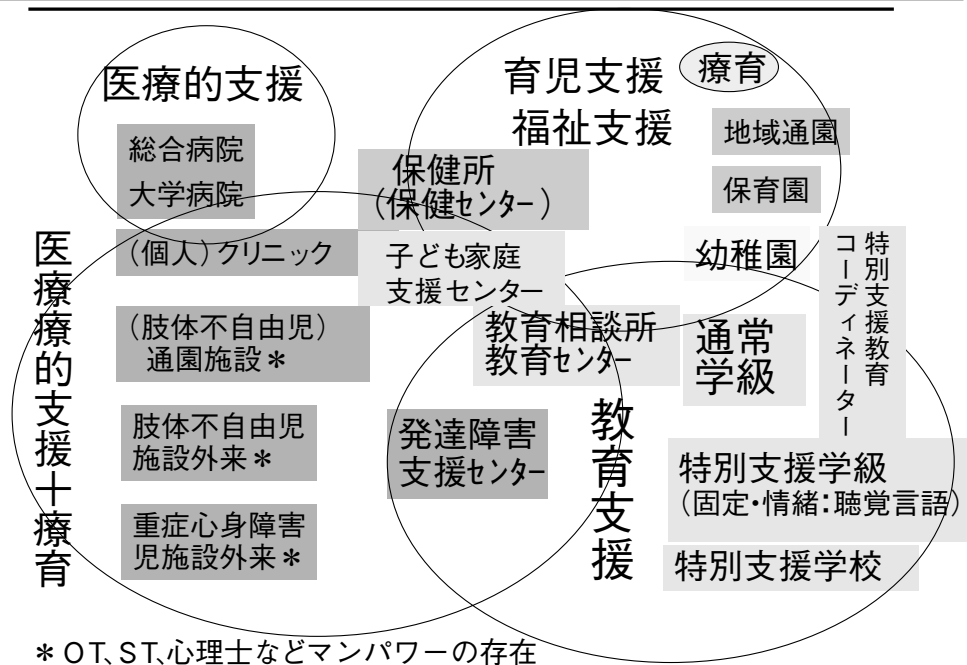 医療的支援
総合病院
大学病院
育児支援
福祉支援
療育
地域通園
保育園
保健所
（保健センター）
子ども家庭
支援センター
幼稚園
特別支援教育
コーディネーター
医療療的支援＋療育
（個人）クリニック
（肢体不自由児）
通園施設＊
肢体不自由児
施設外来＊
重症心身障害
児施設外来＊
教育相談所
教育センター
通常
学級
発達障害
支援センター
教育支援
特別支援学級
（固定・情緒：聴覚言語）
特別支援学校
＊OT、ST、心理士などマンパワーの存在